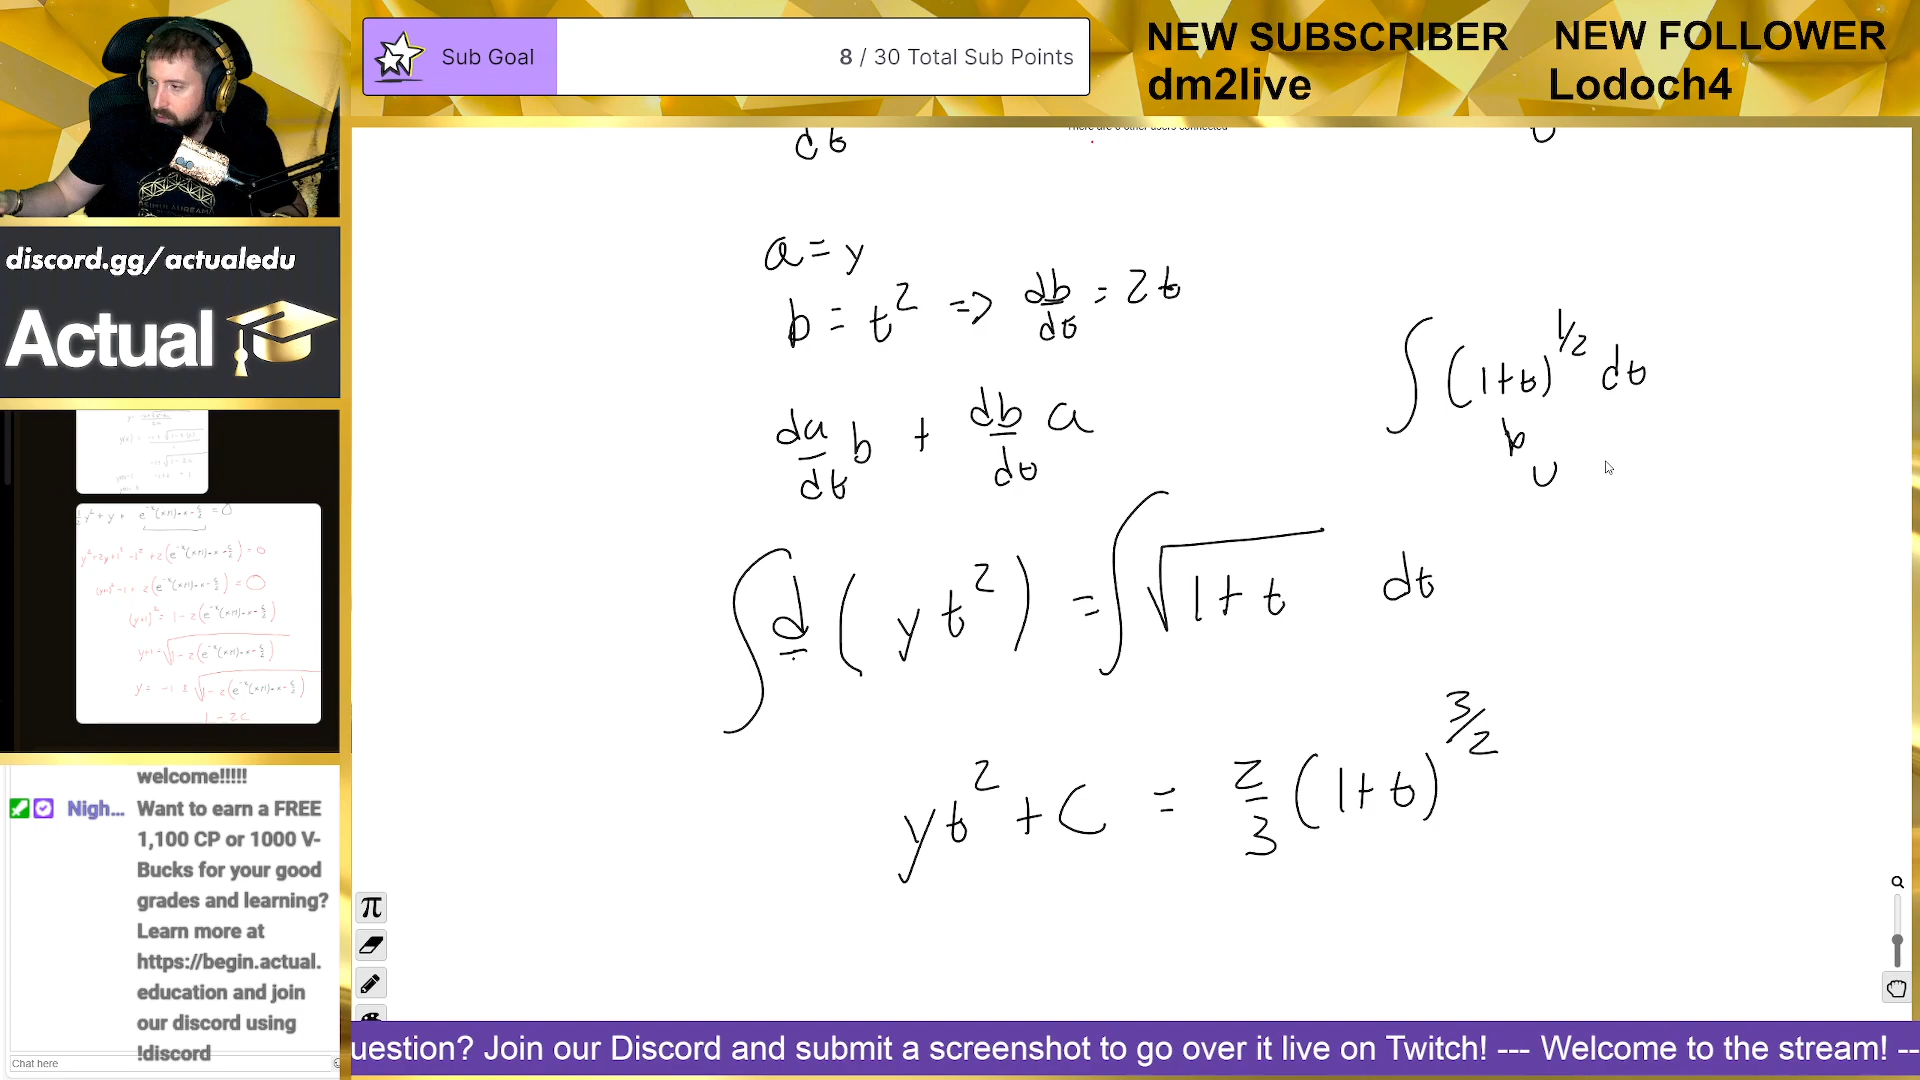 Sub Goal
8 / 30 Total Sub Points
NEW SUBSCRIBER
dm2live
NEW FOLLOWER
Lodoch4
discord.gg/actualedu
Actual
dt
a = y
b = t² => db/dt = 2t
da/dt b + db/dt a
∫ (1+t)^1/2 dt
u
∫ d (yt²) = ∫ √1+t dt
yt² + C = 2/3 (1+t)^3/2
welcome!!!!!
Nigh... Want to earn a FREE
1,100 CP or 1000 V-
Bucks for your good
grades and learning?
Learn more at
https://begin.actual.
education and join
our discord using
!discord
Chat here
π
uestion? Join our Discord and submit a screenshot to go over it live on Twitch! --- Welcome to the stream! --